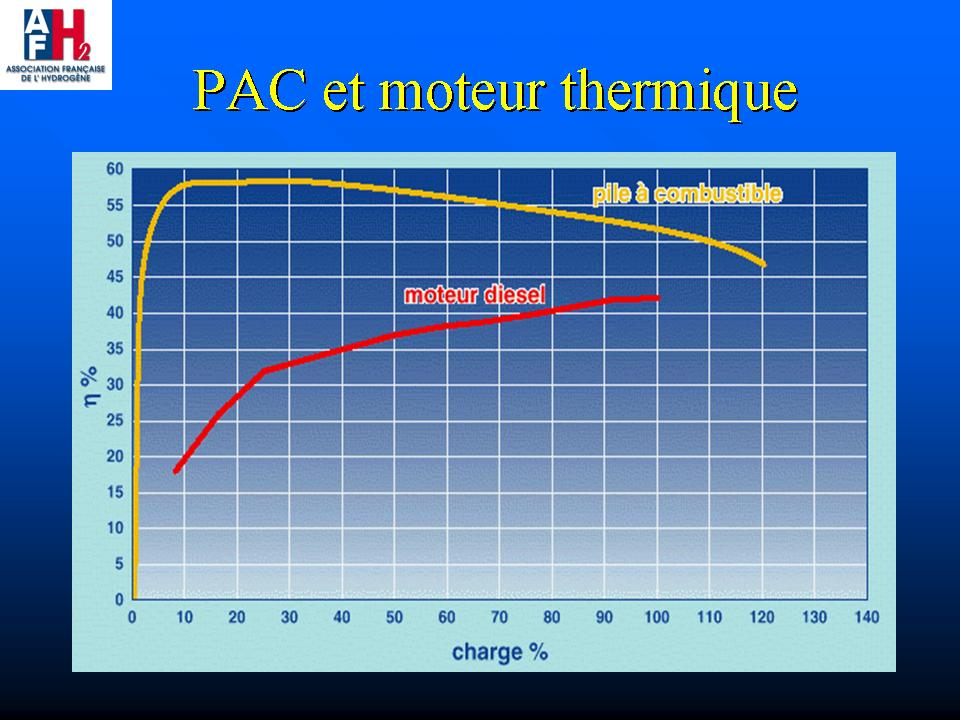 AFH2
ASSOCIATION FRANÇAISE
DE L'HYDROGÈNE
PAC et moteur thermique
60
55
50
45
40
35
30
25
20
15
10
5
0
η %
pile à combustible
moteur diesel
0 10 20 30 40 50 60 70 80 90 100 110 120 130 140
charge %